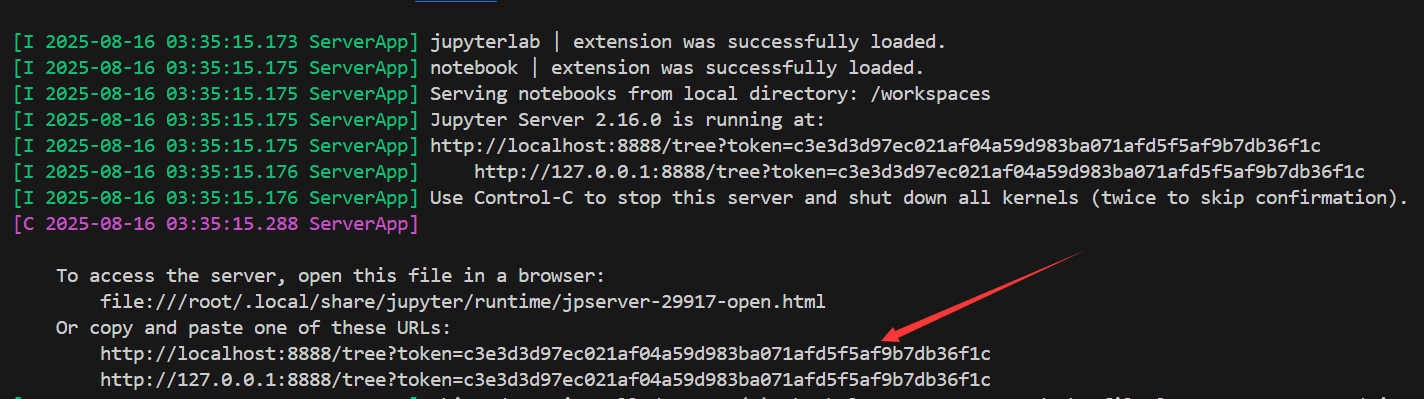 [I 2025-08-16 03:35:15.173 ServerApp] jupyterlab | extension was successfully loaded.
[I 2025-08-16 03:35:15.175 ServerApp] notebook | extension was successfully loaded.
[I 2025-08-16 03:35:15.175 ServerApp] Serving notebooks from local directory: /workspaces
[I 2025-08-16 03:35:15.175 ServerApp] Jupyter Server 2.16.0 is running at:
[I 2025-08-16 03:35:15.175 ServerApp] http://localhost:8888/tree?token=c3e3d3d97ec021af04a59d983ba071afd5f5af9b7db36f1c
[I 2025-08-16 03:35:15.176 ServerApp]     http://127.0.0.1:8888/tree?token=c3e3d3d97ec021af04a59d983ba071afd5f5af9b7db36f1c
[I 2025-08-16 03:35:15.176 ServerApp] Use Control-C to stop this server and shut down all kernels (twice to skip confirmation).
[C 2025-08-16 03:35:15.288 ServerApp]
To access the server, open this file in a browser:
file:///root/.local/share/jupyter/runtime/jpserver-29917-open.html
Or copy and paste one of these URLs:
http://localhost:8888/tree?token=c3e3d3d97ec021af04a59d983ba071afd5f5af9b7db36f1c
http://127.0.0.1:8888/tree?token=c3e3d3d97ec021af04a59d983ba071afd5f5af9b7db36f1c